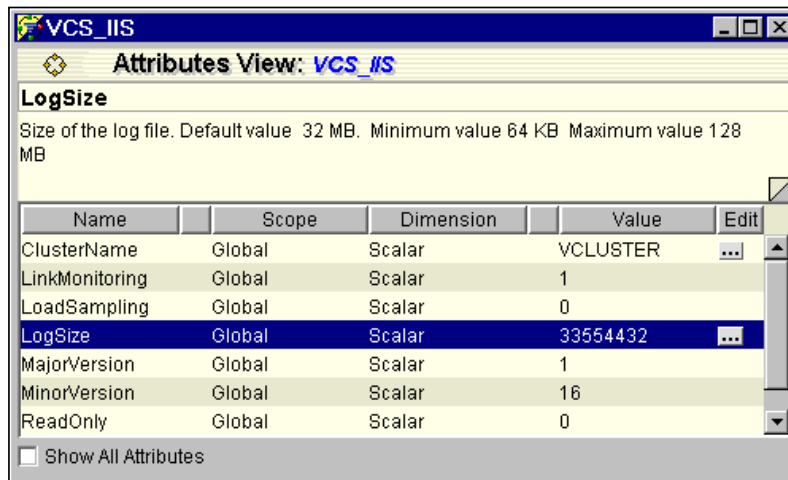 VCS_IIS
Attributes View: VCS_IIS
LogSize
Size of the log file. Default value 32 MB. Minimum value 64 KB Maximum value 128
MB
Name Scope Dimension Value Edit
ClusterName Global Scalar VCLUSTER ...
LinkMonitoring Global Scalar 1
LoadSampling Global Scalar 0
LogSize Global Scalar 33554432 ...
MajorVersion Global Scalar 1
MinorVersion Global Scalar 16
ReadOnly Global Scalar 0
Show All Attributes